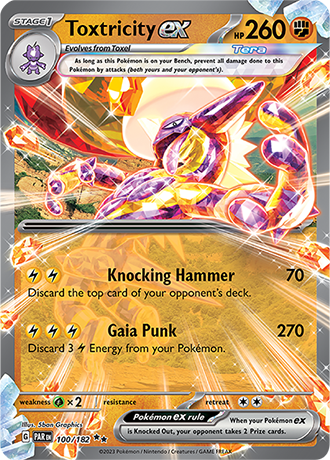 STAGE 1
Toxtricity ex
HP 260
Evolves from Toxel
Tera
As long as this Pokémon is on your Bench, prevent all damage done to this
Pokémon by attacks (both yours and your opponent's).
Knocking Hammer 70
Discard the top card of your opponent's deck.
Gaia Punk 270
Discard 3 Energy from your Pokémon.
weakness ×2 resistance retreat
Illus. 5ban Graphics
Pokémon ex rule
When your Pokémon ex
is Knocked Out, your opponent takes 2 Prize cards.
G PAR EN 100/182
©2023 Pokémon / Nintendo / Creatures / GAME FREAK